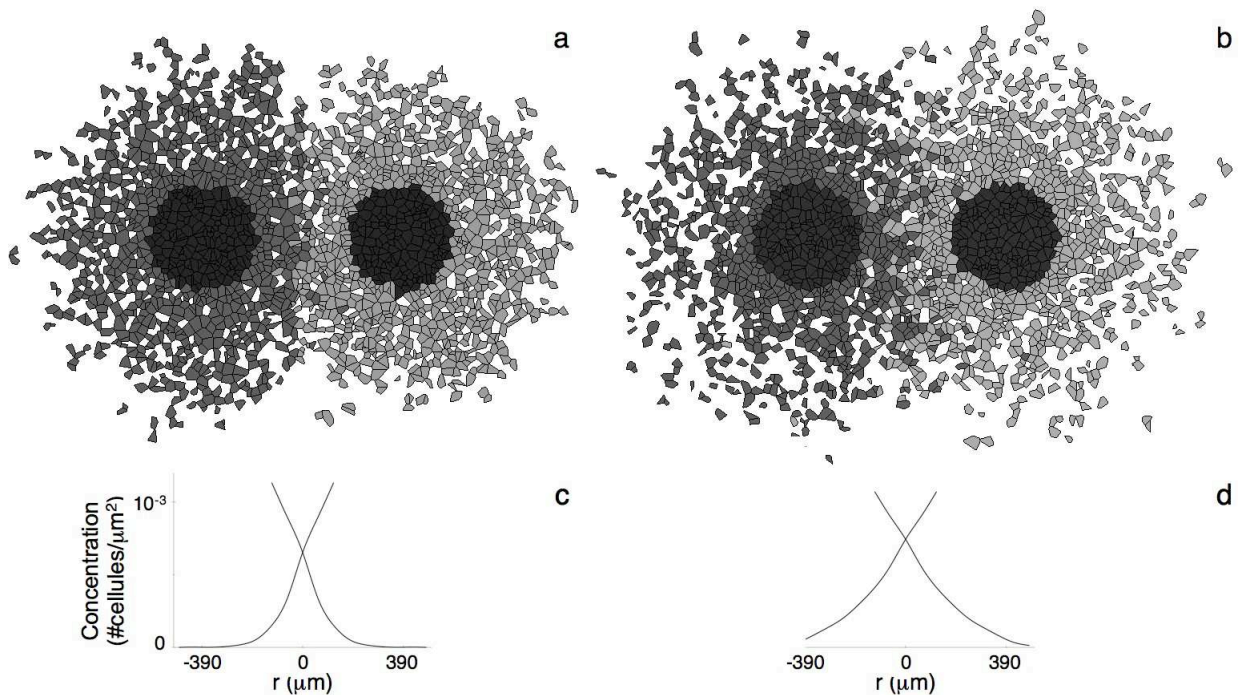 a
b
c
d
Concentration
(#cellules/μm²)
10⁻³
0
-390 0 390
r (μm)
-390 0 390
r (μm)